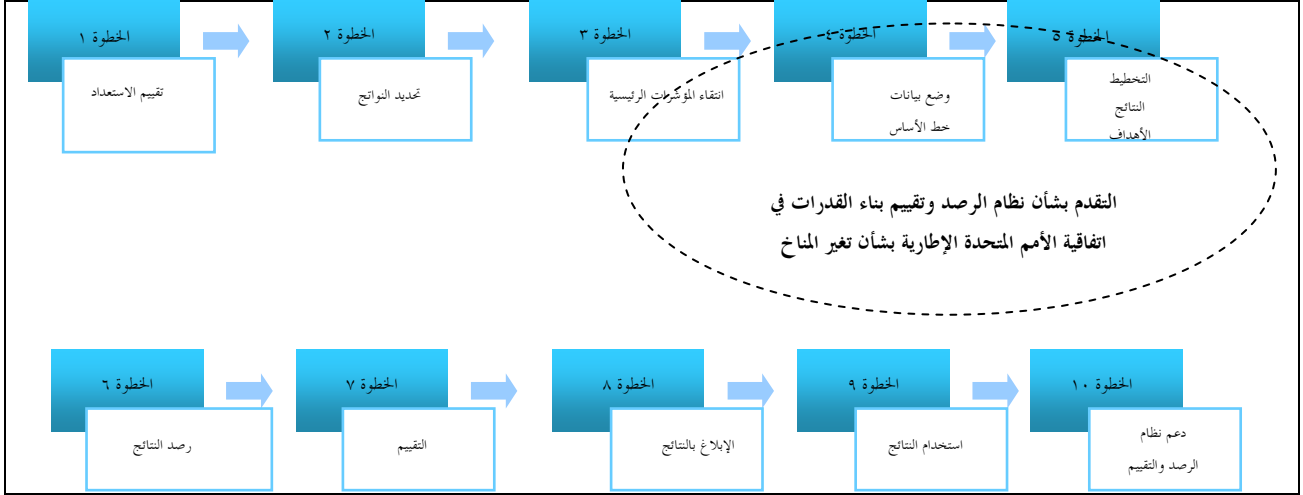 الخطوة ١
تقييم الاستعداد
الخطوة ٢
تحديد النواتج
الخطوة ٣
انتقاء المؤشرات الرئيسية
الخطوة ٤
وضع بيانات
خط الأساس
الخطوة ٥
التخطيط
النتائج
الأهداف
التقدم بشأن نظام الرصد وتقييم بناء القدرات في
اتفاقية الأمم المتحدة الإطارية بشأن تغير المناخ
الخطوة ٦
رصد النتائج
الخطوة ٧
التقييم
الخطوة ٨
الإبلاغ بالنتائج
الخطوة ٩
استخدام النتائج
الخطوة ١٠
دعم نظام
الرصد والتقييم